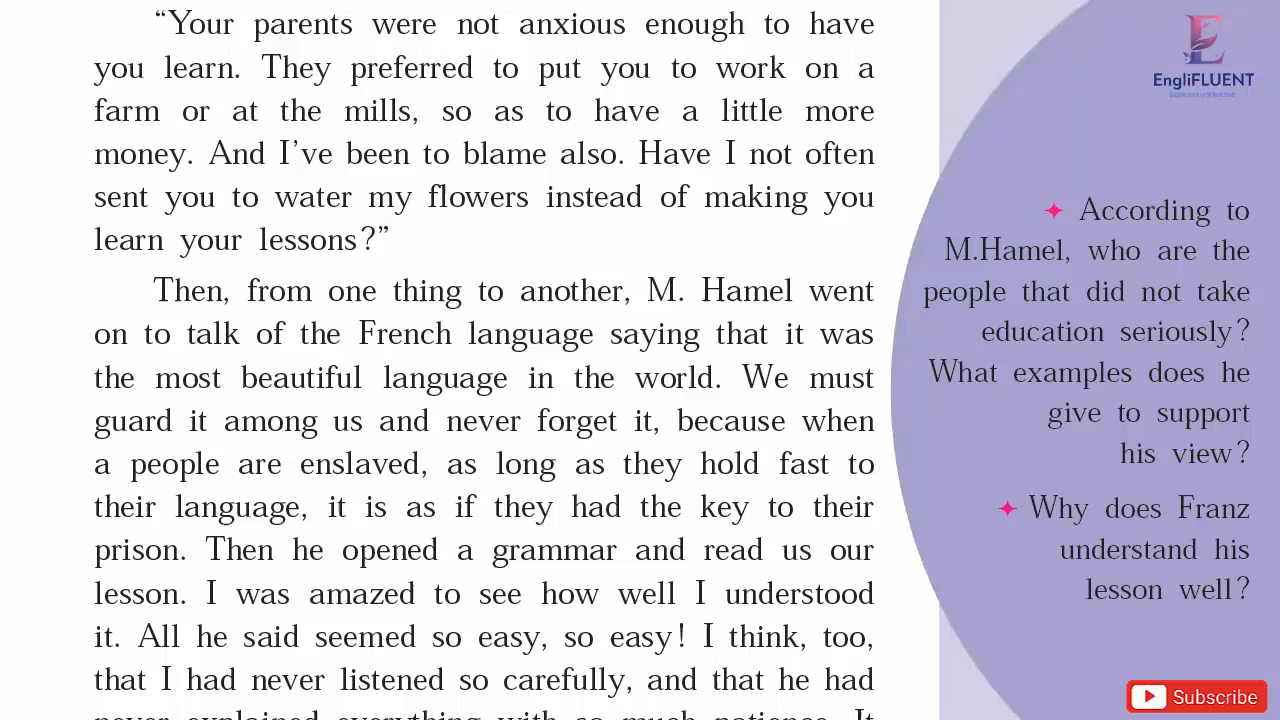 “Your parents were not anxious enough to have
you learn. They preferred to put you to work on a
farm or at the mills, so as to have a little more
money. And I’ve been to blame also. Have I not often
sent you to water my flowers instead of making you
learn your lessons?”
Then, from one thing to another, M. Hamel went
on to talk of the French language saying that it was
the most beautiful language in the world. We must
guard it among us and never forget it, because when
a people are enslaved, as long as they hold fast to
their language, it is as if they had the key to their
prison. Then he opened a grammar and read us our
lesson. I was amazed to see how well I understood
it. All he said seemed so easy, so easy! I think, too,
that I had never listened so carefully, and that he had
never explained everything with so much patience. It
EngliFLUENT
✦ According to
M.Hamel, who are the
people that did not take
education seriously?
What examples does he
give to support
his view?
✦ Why does Franz
understand his
lesson well?
Subscribe